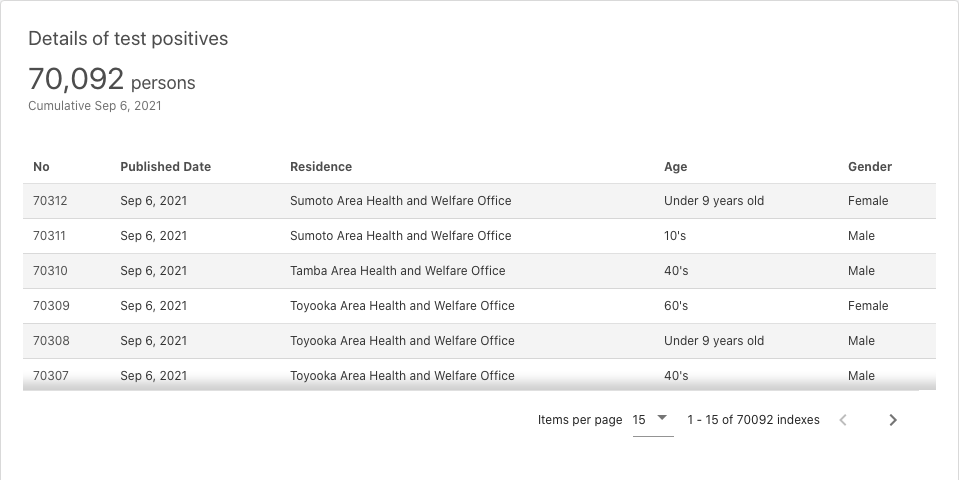 Details of test positives
70,092 persons
Cumulative Sep 6, 2021
No Published Date Residence Age Gender
70312 Sep 6, 2021 Sumoto Area Health and Welfare Office Under 9 years old Female
70311 Sep 6, 2021 Sumoto Area Health and Welfare Office 10's Male
70310 Sep 6, 2021 Tamba Area Health and Welfare Office 40's Male
70309 Sep 6, 2021 Toyooka Area Health and Welfare Office 60's Female
70308 Sep 6, 2021 Toyooka Area Health and Welfare Office Under 9 years old Male
70307 Sep 6, 2021 Toyooka Area Health and Welfare Office 40's Male
Items per page 15 1 - 15 of 70092 indexes